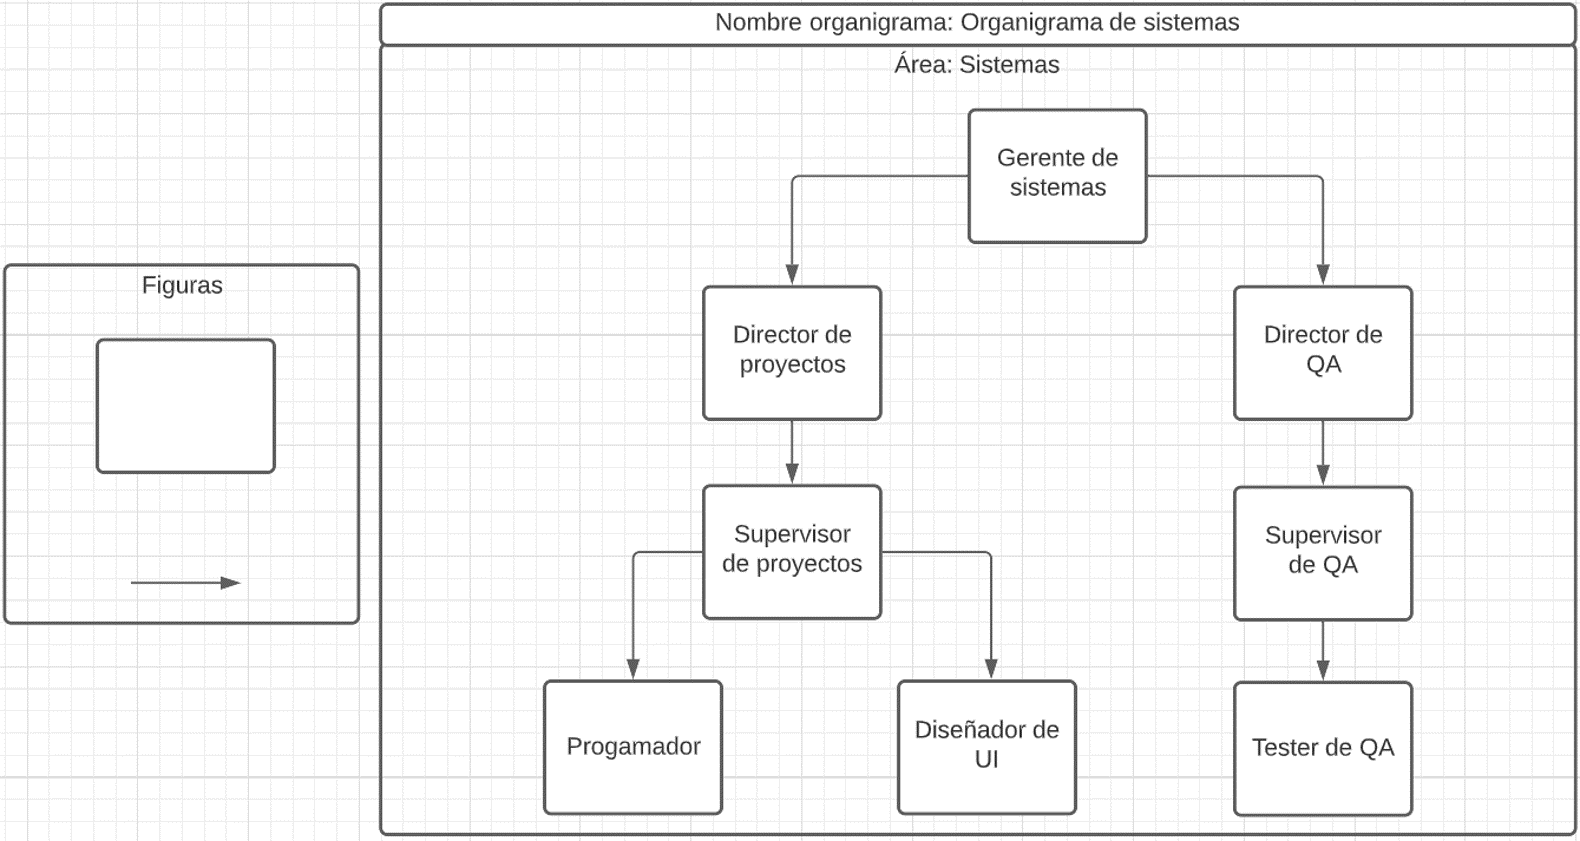 Nombre organigrama: Organigrama de sistemas
Área: Sistemas
Gerente de
sistemas
Figuras
Director de
proyectos
Director de
QA
Supervisor
de proyectos
Supervisor
de QA
Progamador
Diseñador de
UI
Tester de QA